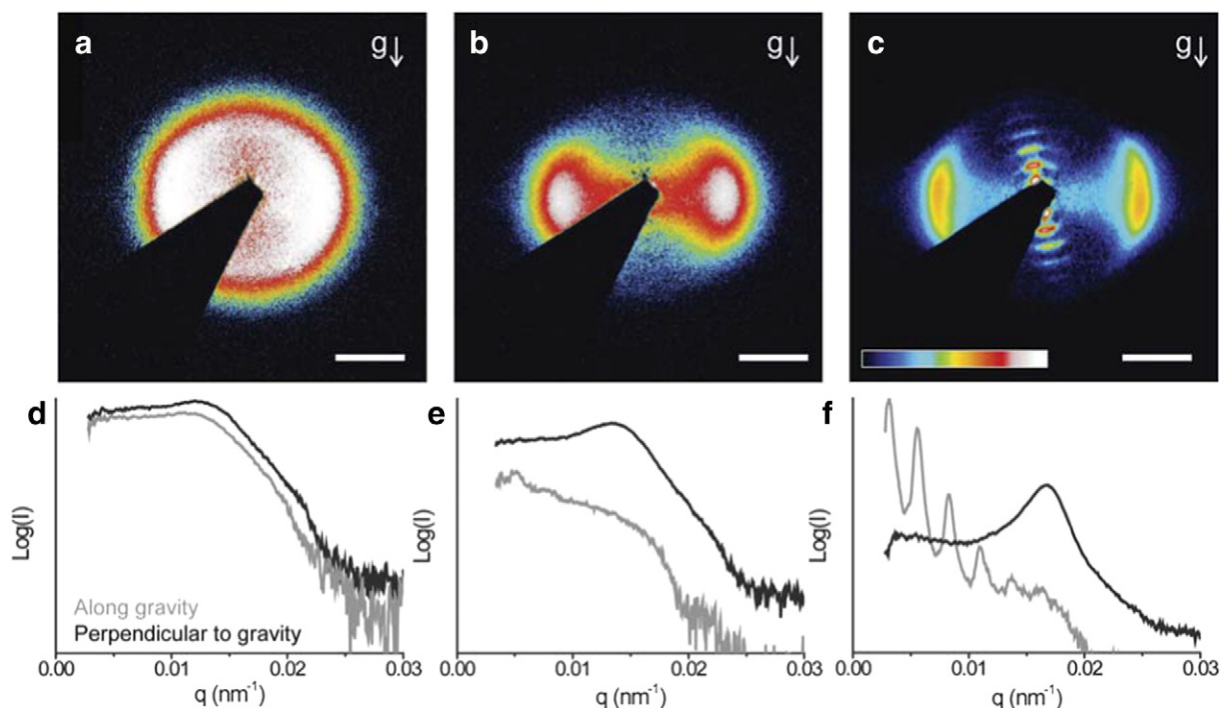 a
g↓
b
g↓
c
g↓
d
Log(I)
Along gravity
Perpendicular to gravity
0.00 0.01 0.02 0.03
q (nm⁻¹)
e
Log(I)
0.00 0.01 0.02 0.03
q (nm⁻¹)
f
Log(I)
0.00 0.01 0.02 0.03
q (nm⁻¹)